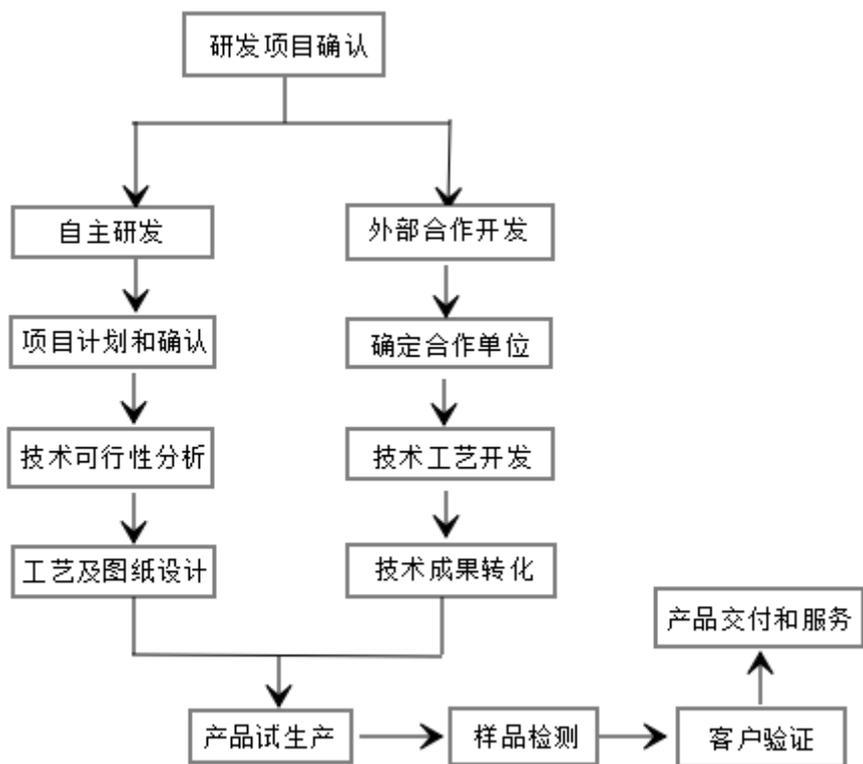 研发项目确认
自主研发
外部合作开发
项目计划和确认
确定合作单位
技术可行性分析
技术工艺开发
工艺及图纸设计
技术成果转化
产品交付和服务
产品试生产
样品检测
客户验证